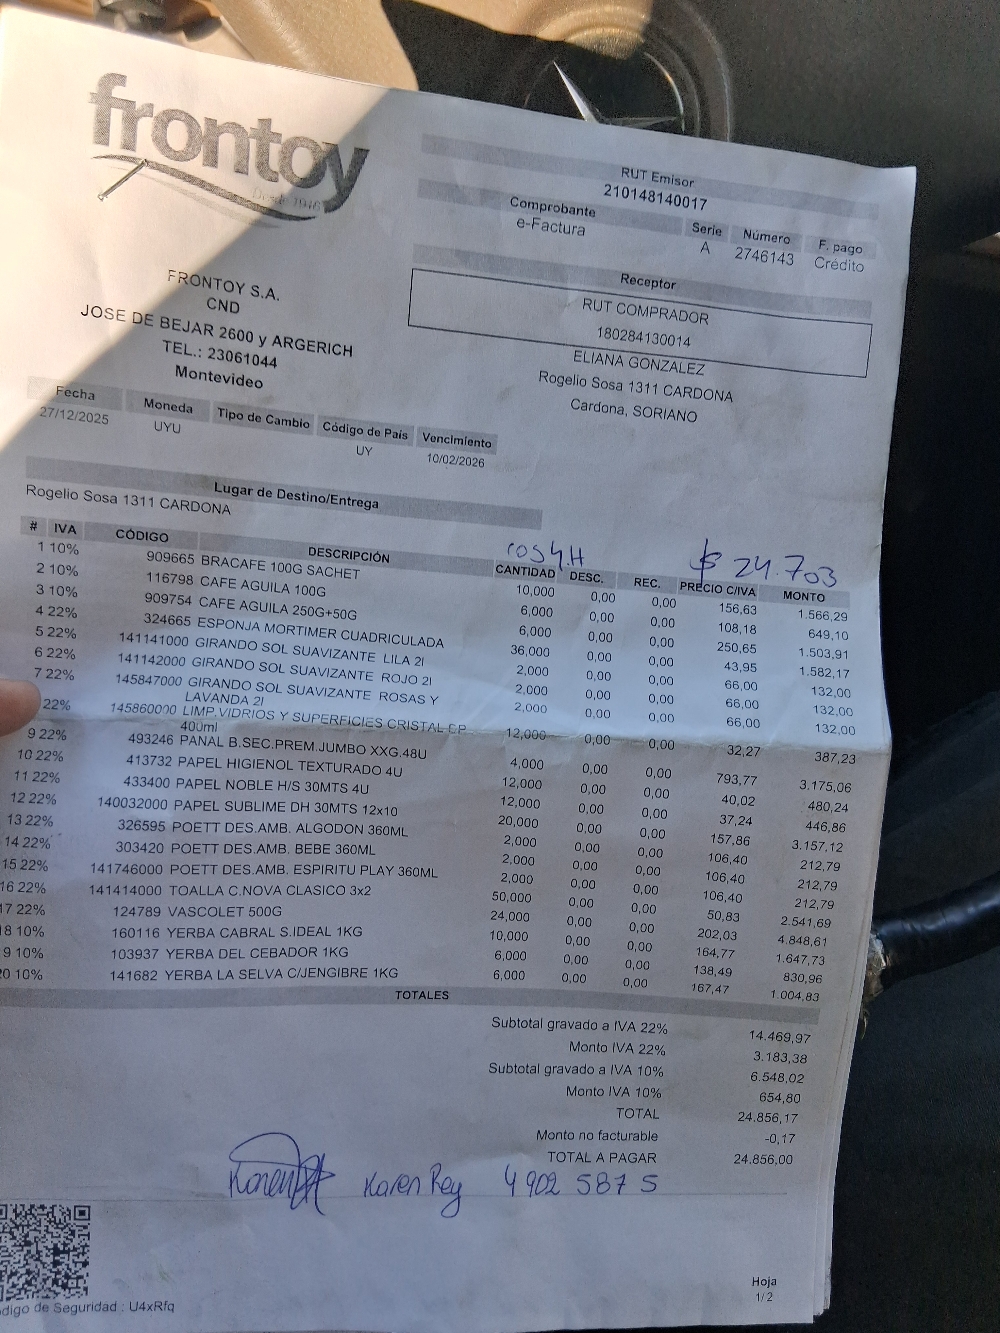 frontoy
Desde 1946
FRONTOY S.A.
CND
JOSE DE BEJAR 2600 y ARGERICH
TEL.: 23061044
Montevideo
RUT Emisor
210148140017
Comprobante Serie Número F. pago
e-Factura A 2746143 Crédito
Receptor
RUT COMPRADOR
180284130014
ELIANA GONZALEZ
Rogelio Sosa 1311 CARDONA
Cardona, SORIANO
Fecha Moneda Tipo de Cambio Código de País Vencimiento
27/12/2025 UYU UY 10/02/2026
Lugar de Destino/Entrega
Rogelio Sosa 1311 CARDONA
$ 24.703
# IVA CÓDIGO DESCRIPCIÓN CANTIDAD DESC. REC. PRECIO C/IVA MONTO
1 10% 909665 BRACAFE 100G SACHET 10,000 0,00 0,00 156,63 1.566,29
2 10% 116798 CAFE AGUILA 100G 6,000 0,00 0,00 108,18 649,10
3 10% 909754 CAFE AGUILA 250G+50G 6,000 0,00 0,00 250,65 1.503,91
4 22% 324665 ESPONJA MORTIMER CUADRICULADA 36,000 0,00 0,00 43,95 1.582,17
5 22% 141141000 GIRANDO SOL SUAVIZANTE LILA 2l 2,000 0,00 0,00 66,00 132,00
6 22% 141142000 GIRANDO SOL SUAVIZANTE ROJO 2l 2,000 0,00 0,00 66,00 132,00
7 22% 145847000 GIRANDO SOL SUAVIZANTE ROSAS Y 2,000 0,00 0,00 66,00 132,00
LAVANDA 2l
22% 145860000 LIMP.VIDRIOS Y SUPERFICIES CRISTAL 12,000 0,00 0,00 32,27 387,23
400ml
9 22% 493246 PANAL B.SEC.PREM.JUMBO XXG.48U 4,000 0,00 0,00 793,77 3.175,06
10 22% 413732 PAPEL HIGIENOL TEXTURADO 4U 12,000 0,00 0,00 40,02 480,24
11 22% 433400 PAPEL NOBLE H/S 30MTS 4U 12,000 0,00 0,00 37,24 446,86
12 22% 140032000 PAPEL SUBLIME DH 30MTS 12x10 20,000 0,00 0,00 157,86 3.157,12
13 22% 326595 POETT DES.AMB. ALGODON 360ML 2,000 0,00 0,00 106,40 212,79
14 22% 303420 POETT DES.AMB. BEBE 360ML 2,000 0,00 0,00 106,40 212,79
15 22% 141746000 POETT DES.AMB. ESPIRITU PLAY 360ML 2,000 0,00 0,00 106,40 212,79
16 22% 141414000 TOALLA C.NOVA CLASICO 3x2 50,000 0,00 0,00 50,83 2.541,69
17 22% 124789 VASCOLET 500G 24,000 0,00 0,00 202,03 4.848,61
18 10% 160116 YERBA CABRAL S.IDEAL 1KG 10,000 0,00 0,00 164,77 1.647,73
9 10% 103937 YERBA DEL CEBADOR 1KG 6,000 0,00 0,00 138,49 830,96
20 10% 141682 YERBA LA SELVA C/JENGIBRE 1KG 6,000 0,00 0,00 167,47 1.004,83
TOTALES
Subtotal gravado a IVA 22% 14.469,97
Monto IVA 22% 3.183,38
Subtotal gravado a IVA 10% 6.548,02
Monto IVA 10% 654,80
TOTAL 24.856,17
Monto no facturable -0,17
TOTAL A PAGAR 24.856,00
Karen Rey 4902 587 5
digo de Seguridad : U4xRfq
Hoja
1/ 2